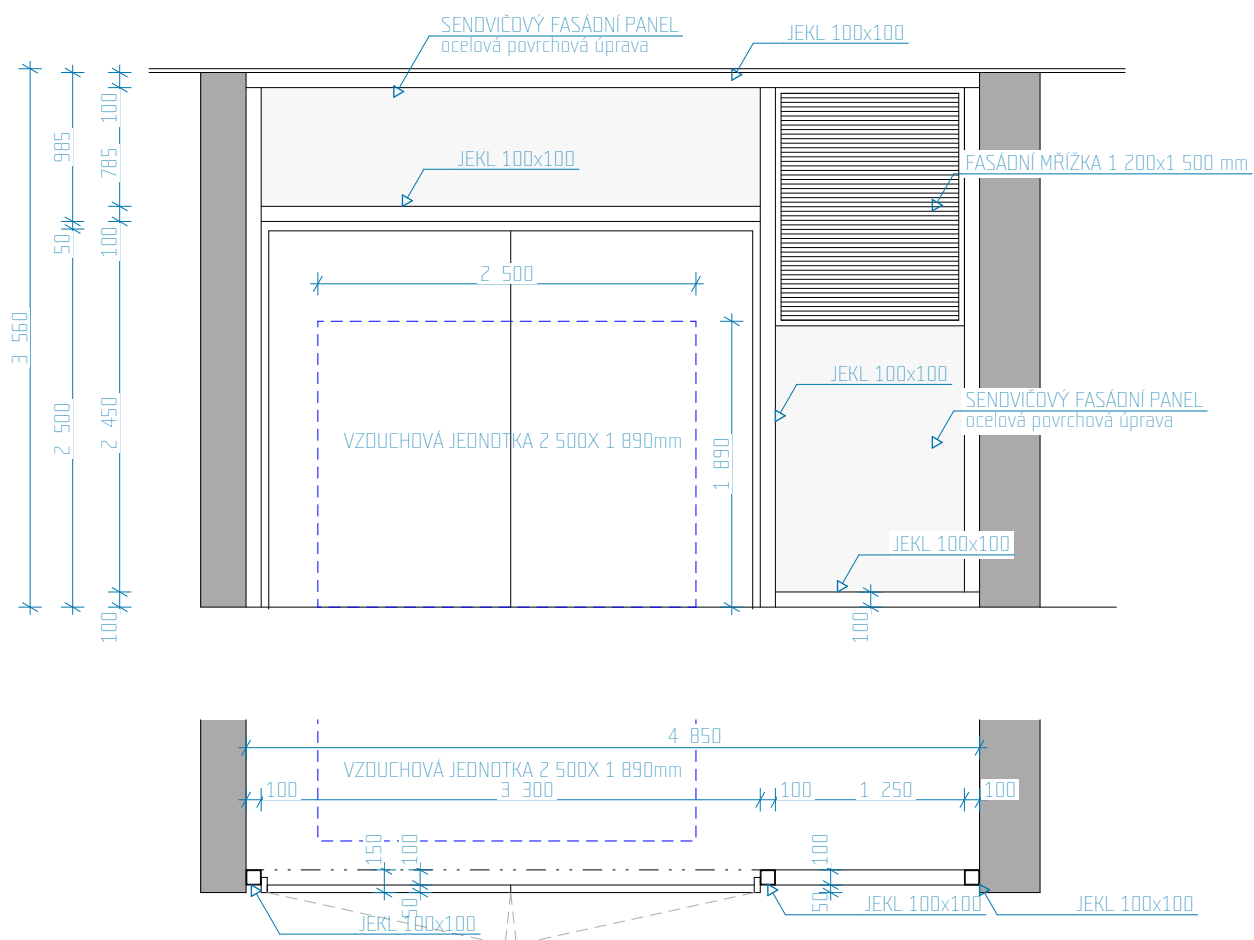 SENDVIČOVÝ FASÁDNÍ PANEL
ocelová povrchová úprava
JEKL 100x100
100
985
785
JEKL 100x100
FASÁDNÍ MŘÍŽKA 1 200x1 500 mm
50
100
2 500
3 560
JEKL 100x100
SENDVIČOVÝ FASÁDNÍ PANEL
ocelová povrchová úprava
2 500
2 450
VZDUCHOVÁ JEDNOTKA 2 500X 1 890mm
1 890
JEKL 100x100
100
100
4 850
VZDUCHOVÁ JEDNOTKA 2 500X 1 890mm
100
3 300
100
1 250
100
150
100
100
50
50
JEKL 100x100
JEKL 100x100
JEKL 100x100